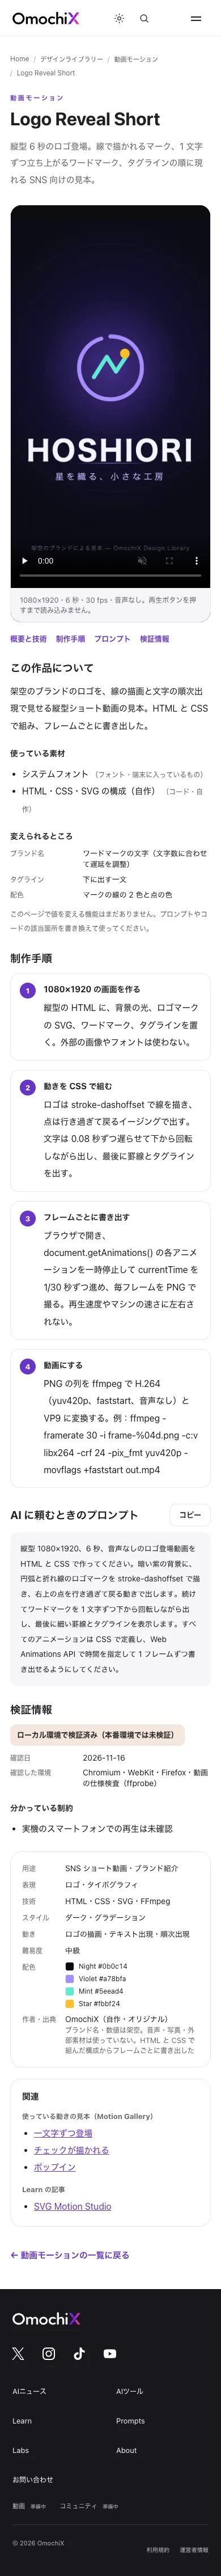 OmochiX
Home / デザインライブラリー / 動画モーション
/ Logo Reveal Short
動画モーション
Logo Reveal Short
縦型 6 秒のロゴ登場。線で描かれるマーク、1 文字
ずつ立ち上がるワードマーク、タグラインの順に現
れる SNS 向けの見本。
HOSHIORI
星を織る、小さな工房
架空のブランドによる見本 — OmochiX Design Library
0:00
1080×1920・6 秒・30 fps・音声なし。再生ボタンを押
すまで読み込みません。
概要と技術 制作手順 プロンプト 検証情報
この作品について
架空のブランドのロゴを、線の描画と文字の順次出
現で見せる縦型ショート動画の見本。HTML と CSS
で組み、フレームごとに書き出した。
使っている素材
• システムフォント （フォント・端末に入っているもの）
• HTML・CSS・SVG の構成（自作） （コード・自
作）
変えられるところ
ブランド名 ワードマークの文字（文字数に合わせ
て遅延を調整）
タグライン 下に出す一文
配色 マークの線の 2 色と点の色
このページで値を変える機能はまだありません。プロンプトやコ
ードの該当箇所を書き換えて使ってください。
制作手順
1 1080×1920 の画面を作る
縦型の HTML に、背景の光、ロゴマーク
の SVG、ワードマーク、タグラインを置
く。外部の画像やフォントは使わない。
2 動きを CSS で組む
ロゴは stroke-dashoffset で線を描き、
点は行き過ぎて戻るイージングで出す。
文字は 0.08 秒ずつ遅らせて下から回転
しながら出し、最後に罫線とタグライン
を出す。
3 フレームごとに書き出す
ブラウザで開き、
document.getAnimations() の各アニメ
ーションを一時停止して currentTime を
1/30 秒ずつ進め、毎フレームを PNG で
撮る。再生速度やマシンの速さに左右さ
れない。
4 動画にする
PNG の列を ffmpeg で H.264
（yuv420p、faststart、音声なし）と
VP9 に変換する。例：ffmpeg -
framerate 30 -i frame-%04d.png -c:v
libx264 -crf 24 -pix_fmt yuv420p -
movflags +faststart out.mp4
AI に頼むときのプロンプト コピー
縦型 1080×1920、6 秒、音声なしのロゴ登場動画を
HTML と CSS で作ってください。暗い紫の背景に、
円弧と折れ線のロゴマークを stroke-dashoffset で描
き、右上の点を行き過ぎて戻る動きで出します。続け
てワードマークを 1 文字ずつ下から回転しながら出
し、最後に細い罫線とタグラインを表示します。すべ
てのアニメーションは CSS で定義し、Web
Animations API で時間を指定して 1 フレームずつ書
き出せるようにしてください。
検証情報
ローカル環境で検証済み（本番環境では未検証）
確認日 2026-11-16
確認した環境 Chromium・WebKit・Firefox・動画
の仕様検査（ffprobe）
分かっている制約
• 実機のスマートフォンでの再生は未確認
用途 SNS ショート動画・ブランド紹介
表現 ロゴ・タイポグラフィ
技術 HTML・CSS・SVG・FFmpeg
スタイル ダーク・グラデーション
動き ロゴの描画・テキスト出現・順次出現
難易度 中級
配色 Night #0b0c14
Violet #a78bfa
Mint #5eead4
Star #fbbf24
作者・出典 OmochiX（自作・オリジナル）
ブランド名・数値は架空。音声・写真・外
部素材は使っていない。HTML と CSS で
組んだ構成からフレームごとに書き出した
関連
使っている動きの見本（Motion Gallery）
• 一文字ずつ登場
• チェックが描かれる
• ポップイン
Learn の記事
• SVG Motion Studio
← 動画モーションの一覧に戻る
OmochiX
AIニュース AIツール
Learn Prompts
Labs About
お問い合わせ
動画 準備中 コミュニティ 準備中
© 2026 OmochiX
利用規約 運営者情報